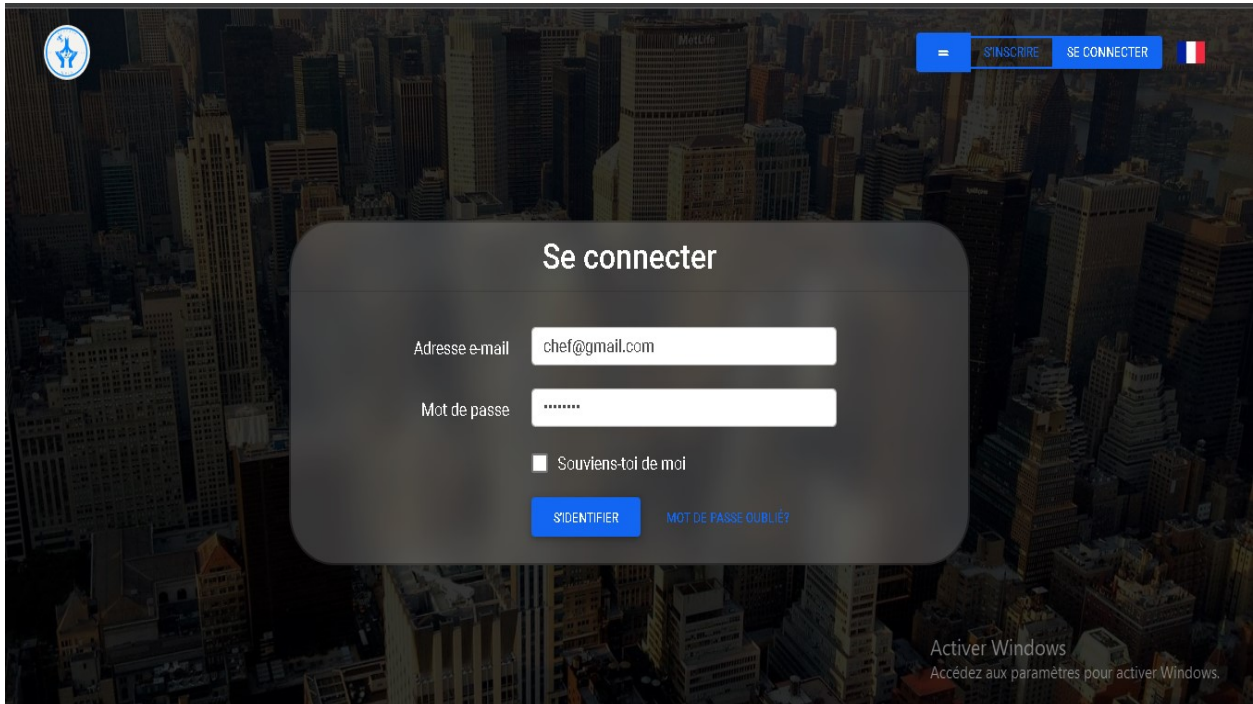 MetLife
=
S'INSCRIRE
SE CONNECTER
Se connecter
Adresse e-mail
chef@gmail.com
Mot de passe
••••••••
Souviens-toi de moi
S'IDENTIFIER
MOT DE PASSE OUBLIÉ?
Activer Windows
Accédez aux paramètres pour activer Windows.